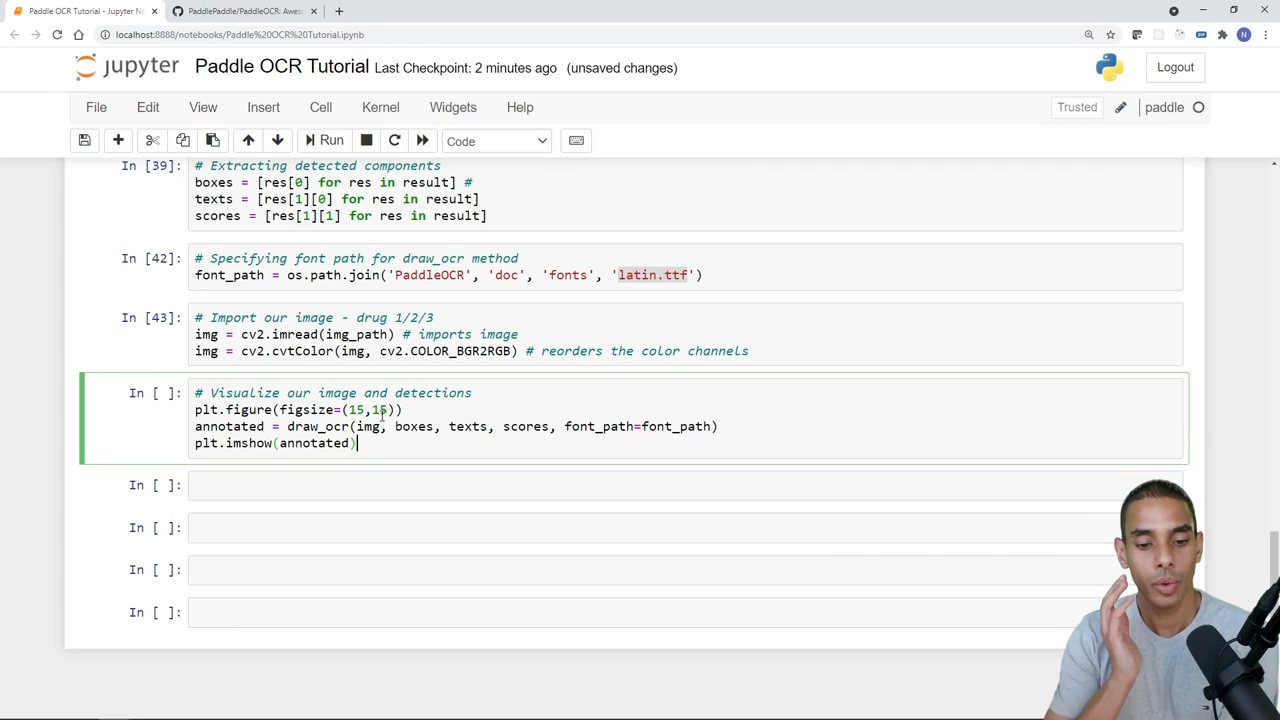 Paddle OCR Tutorial - Jupyter No
PaddlePaddle/PaddleOCR: Aweso
localhost:8888/notebooks/Paddle%20OCR%20Tutorial.ipynb
N
jupyter
Paddle OCR Tutorial
Last Checkpoint: 2 minutes ago
(unsaved changes)
Logout
File
Edit
View
Insert
Cell
Kernel
Widgets
Help
Trusted
paddle
Run
Code
In [39]:
# Extracting detected components
boxes = [res[0] for res in result] #
texts = [res[1][0] for res in result]
scores = [res[1][1] for res in result]
In [42]:
# Specifying font path for draw_ocr method
font_path = os.path.join('PaddleOCR', 'doc', 'fonts', 'latin.ttf')
In [43]:
# Import our image - drug 1/2/3
img = cv2.imread(img_path) # imports image
img = cv2.cvtColor(img, cv2.COLOR_BGR2RGB) # reorders the color channels
In [ ]:
# Visualize our image and detections
plt.figure(figsize=(15,15))
annotated = draw_ocr(img, boxes, texts, scores, font_path=font_path)
plt.imshow(annotated)
In [ ]:
In [ ]:
In [ ]:
In [ ]: